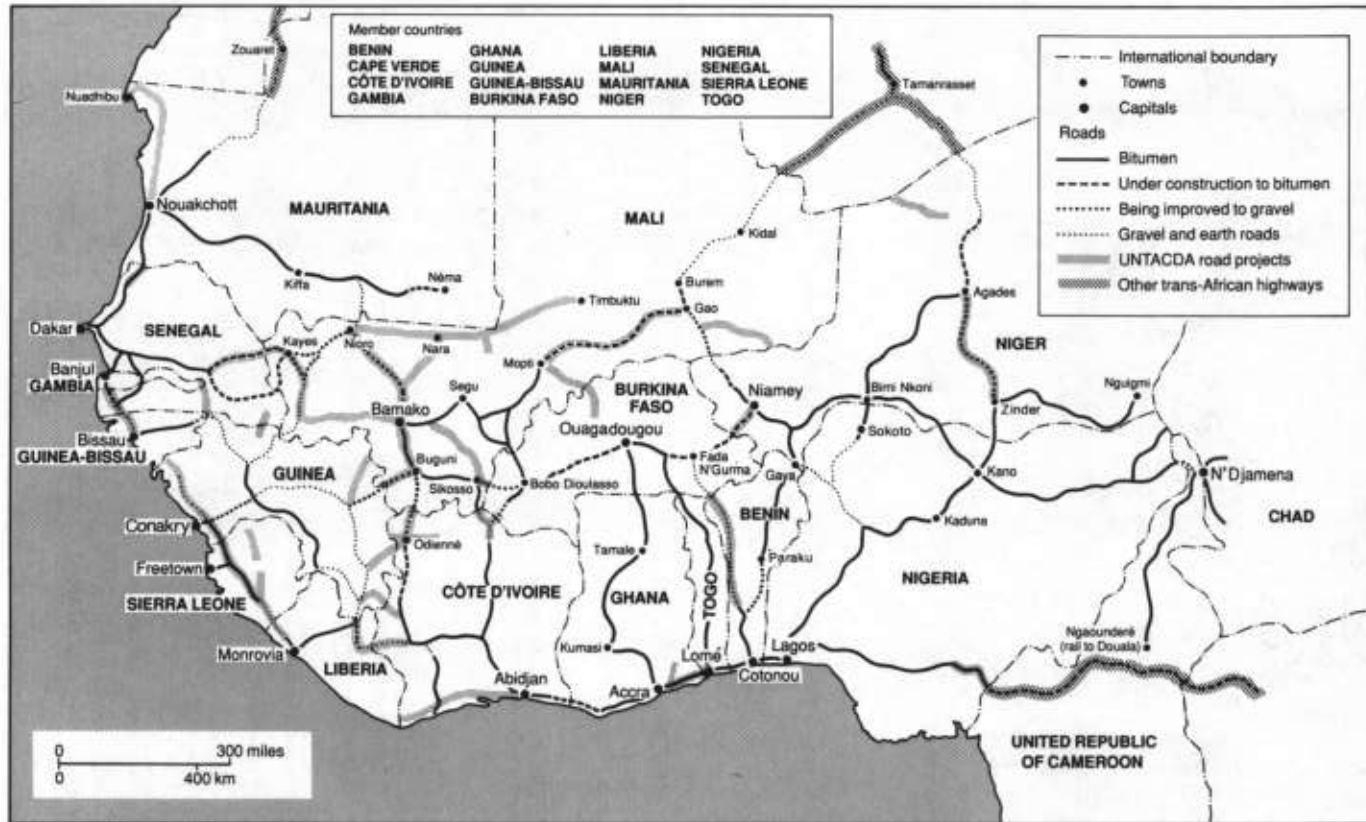 Member countries
BENIN GHANA LIBERIA NIGERIA
CAPE VERDE GUINEA MALI SENEGAL
CÔTE D'IVOIRE GUINEA-BISSAU MAURITANIA SIERRA LEONE
GAMBIA BURKINA FASO NIGER TOGO
International boundary
Towns
Capitals
Roads
Bitumen
Under construction to bitumen
Being improved to gravel
Gravel and earth roads
UNTACDA road projects
Other trans-African highways
Zouaret
Tamanrasset
Nuadhibu
Nouakchott
MAURITANIA
MALI
Kidal
Kiffa
Néma
Burem
Timbuktu
Gao
Agades
Dakar
SENEGAL
Kayes
Nioro
Nara
Mopti
NIGER
Banjul
GAMBIA
Segu
BURKINA
FASO
Niamey
Birni Nkoni
Zinder
Nguigmi
Bamako
Ouagadougou
Sokoto
Bissau
GUINEA-BISSAU
GUINEA
Buguni
Sikosso
Bobo Dioulasso
Fada
N'Gurma
Gaya
Kano
N'Djamena
Conakry
BENIN
Kaduna
CHAD
Odienné
Tamale
Paraku
Freetown
SIERRA LEONE
CÔTE D'IVOIRE
GHANA
TOGO
NIGERIA
Monrovia
LIBERIA
Kumasi
Lomé
Lagos
Cotonou
Ngaounderé
(rail to Douala)
Abidjan
Accra
0 300 miles
0 400 km
UNITED REPUBLIC
OF CAMEROON